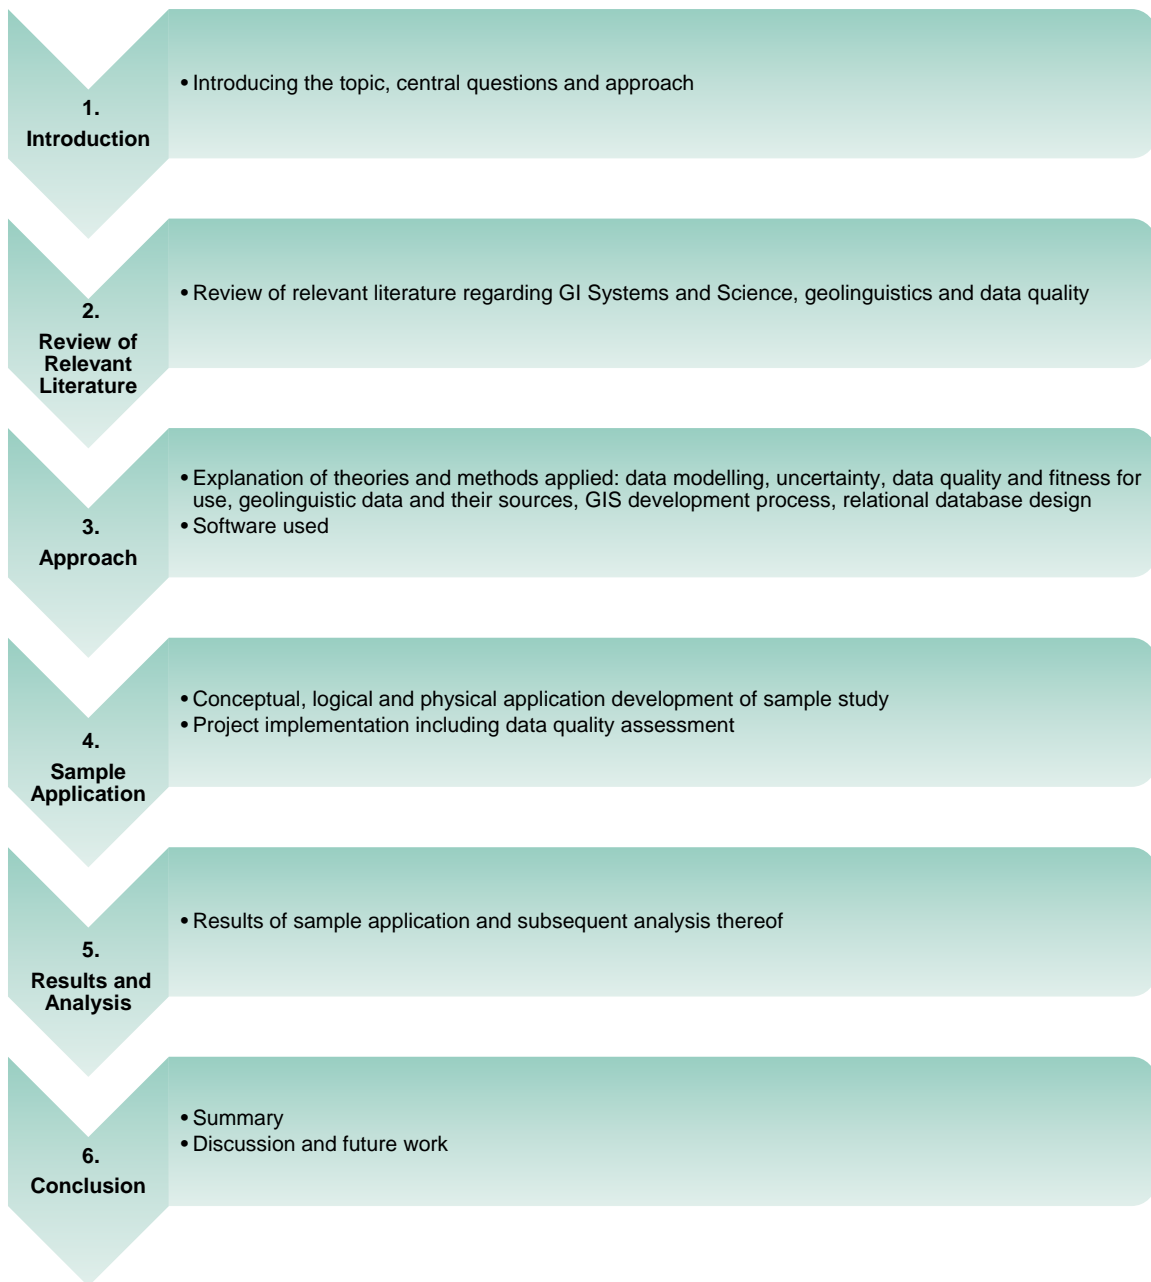 1.
Introduction
• Introducing the topic, central questions and approach
2.
Review of
Relevant
Literature
• Review of relevant literature regarding GI Systems and Science, geolinguistics and data quality
3.
Approach
• Explanation of theories and methods applied: data modelling, uncertainty, data quality and fitness for
use, geolinguistic data and their sources, GIS development process, relational database design
• Software used
4.
Sample
Application
• Conceptual, logical and physical application development of sample study
• Project implementation including data quality assessment
5.
Results and
Analysis
• Results of sample application and subsequent analysis thereof
6.
Conclusion
• Summary
• Discussion and future work